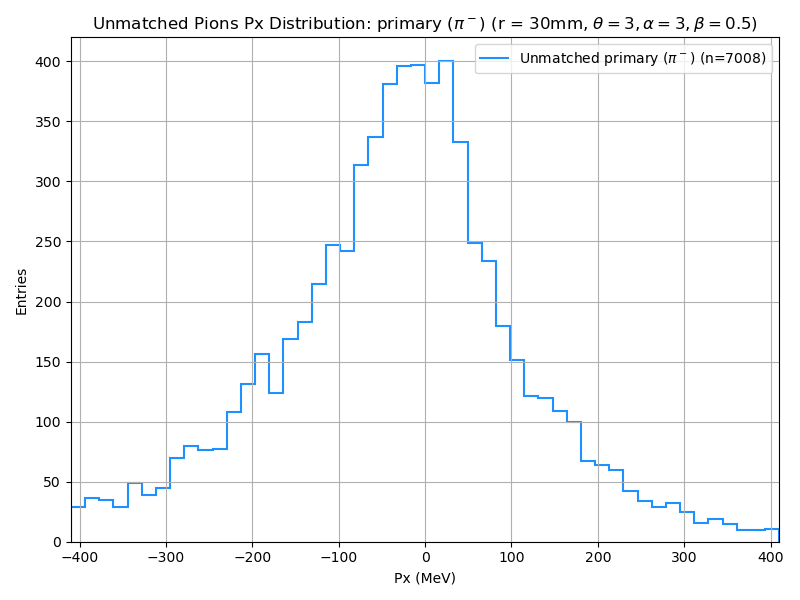 Unmatched Pions Px Distribution: primary (π⁻) (r = 30mm, θ = 3, α = 3, β = 0.5)
Unmatched primary (π⁻) (n=7008)
400
350
300
250
200
150
100
50
0
Entries
−400 −300 −200 −100 0 100 200 300 400
Px (MeV)